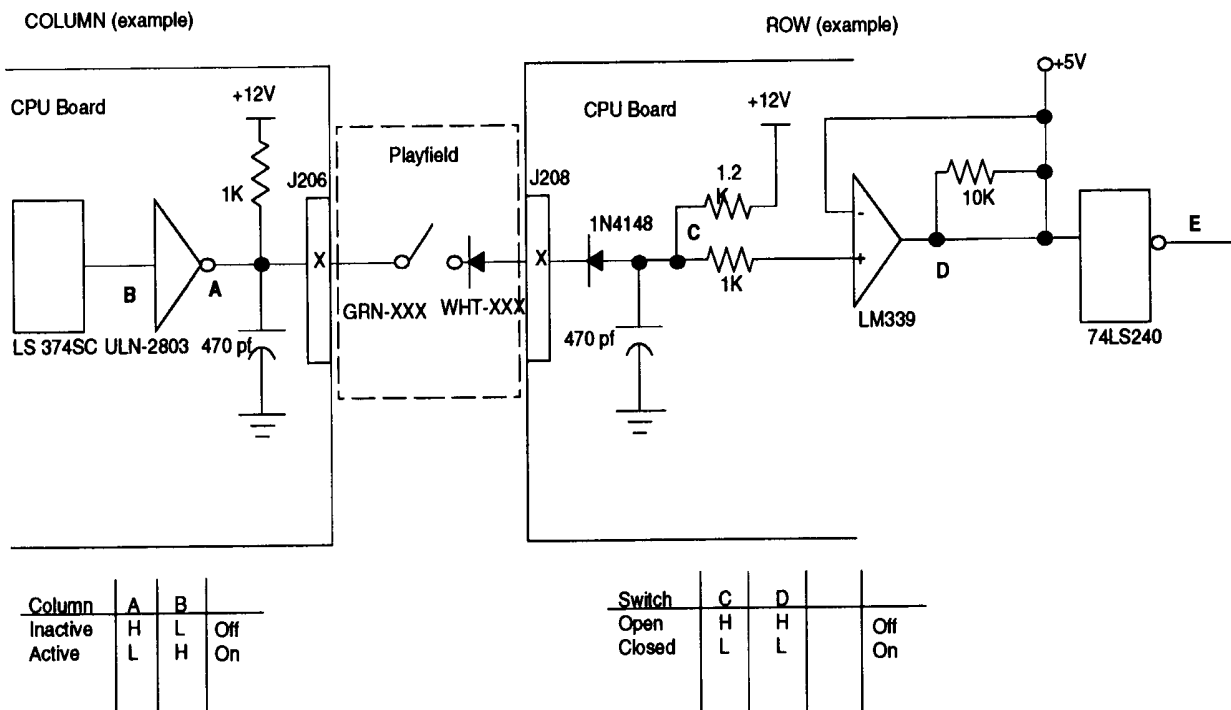 COLUMN (example)
ROW (example)
CPU Board
+12V
1K
J206
X
B
A
LS 374SC
ULN-2803
470 pf
Playfield
GRN-XXX
WHT-XXX
CPU Board
+12V
J208
X
1N4148
1.2
K
C
1K
470 pf
+5V
10K
-
+
LM339
D
74LS240
E
Column A B
Inactive H L Off
Active L H On
Switch C D
Open H H Off
Closed L L On